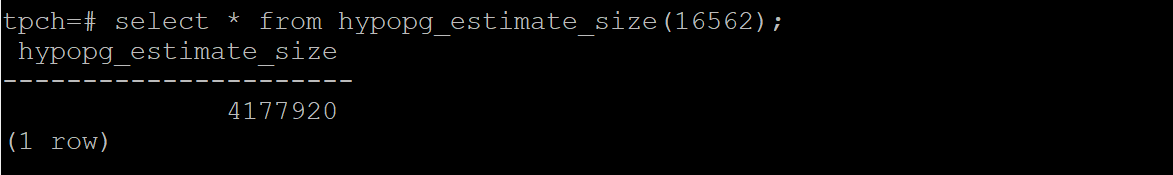 tpch=# select * from hypopg_estimate_size(16562);
 hypopg_estimate_size
----------------------
              4177920
(1 row)